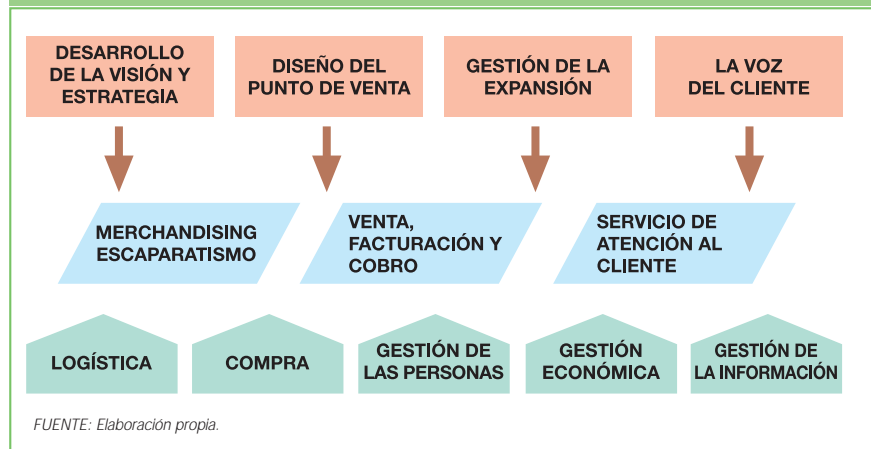 DESARROLLO
DE LA VISIÓN Y
ESTRATEGIA
DISEÑO DEL
PUNTO DE VENTA
GESTIÓN DE LA
EXPANSIÓN
LA VOZ
DEL CLIENTE
MERCHANDISING
ESCAPARATISMO
VENTA,
FACTURACIÓN Y
COBRO
SERVICIO DE
ATENCIÓN AL
CLIENTE
LOGÍSTICA
COMPRA
GESTIÓN DE
LAS PERSONAS
GESTIÓN
ECONÓMICA
GESTIÓN DE
LA INFORMACIÓN
FUENTE: Elaboración propia.